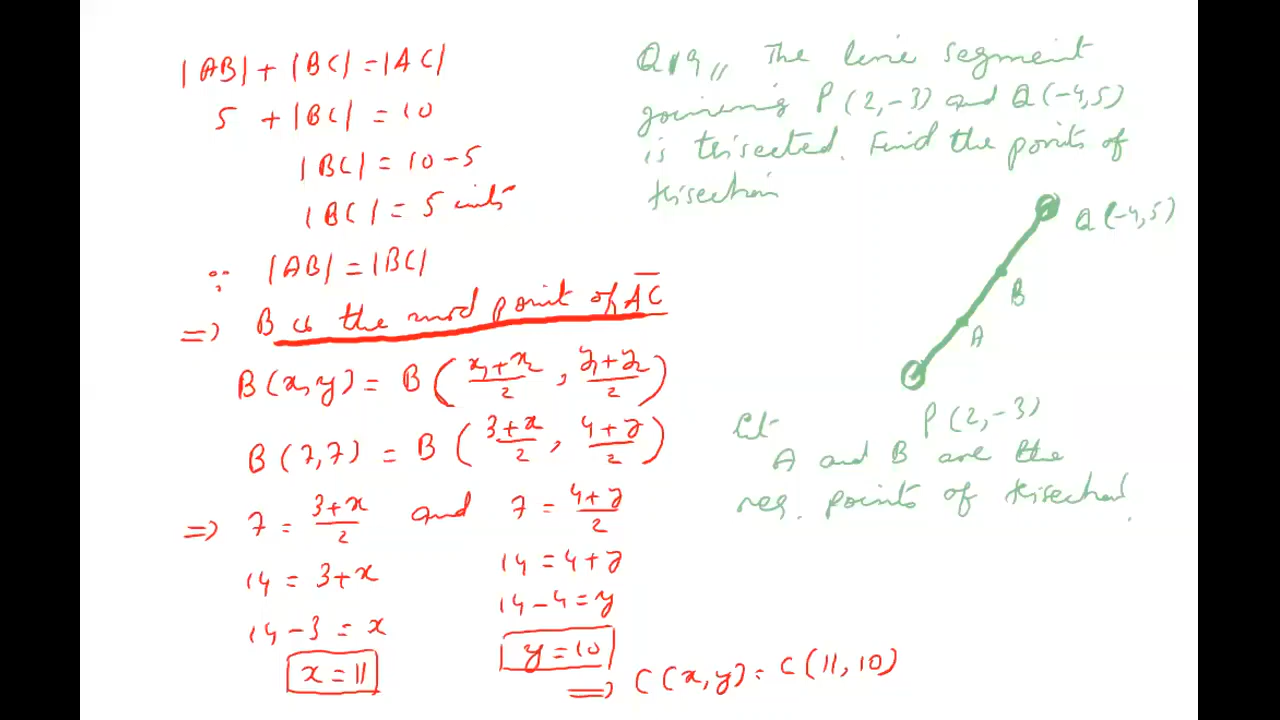 |AB| + |BC| = |AC|
5 + |BC| = 10
|BC| = 10 - 5
|BC| = 5 units
∵ |AB| = |BC|
=> B is the mid point of AC̅
B(x,y) = B(x₁+x₂/2, y₁+y₂/2)
B(7,7) = B(3+x/2, 4+y/2)
=> 7 = 3+x/2 and 7 = 4+y/2
14 = 3+x 14 = 4+y
14 - 3 = x 14 - 4 = y
x = 11 y = 10
=> C(x,y) = C(11,10)
Q19,, The line segment
joining P(2,-3) and Q(-4,5)
is trisected. Find the points of
trisection
Q(-4,5)
B
A
P(2,-3)
Let
A and B are the
req. points of trisection.